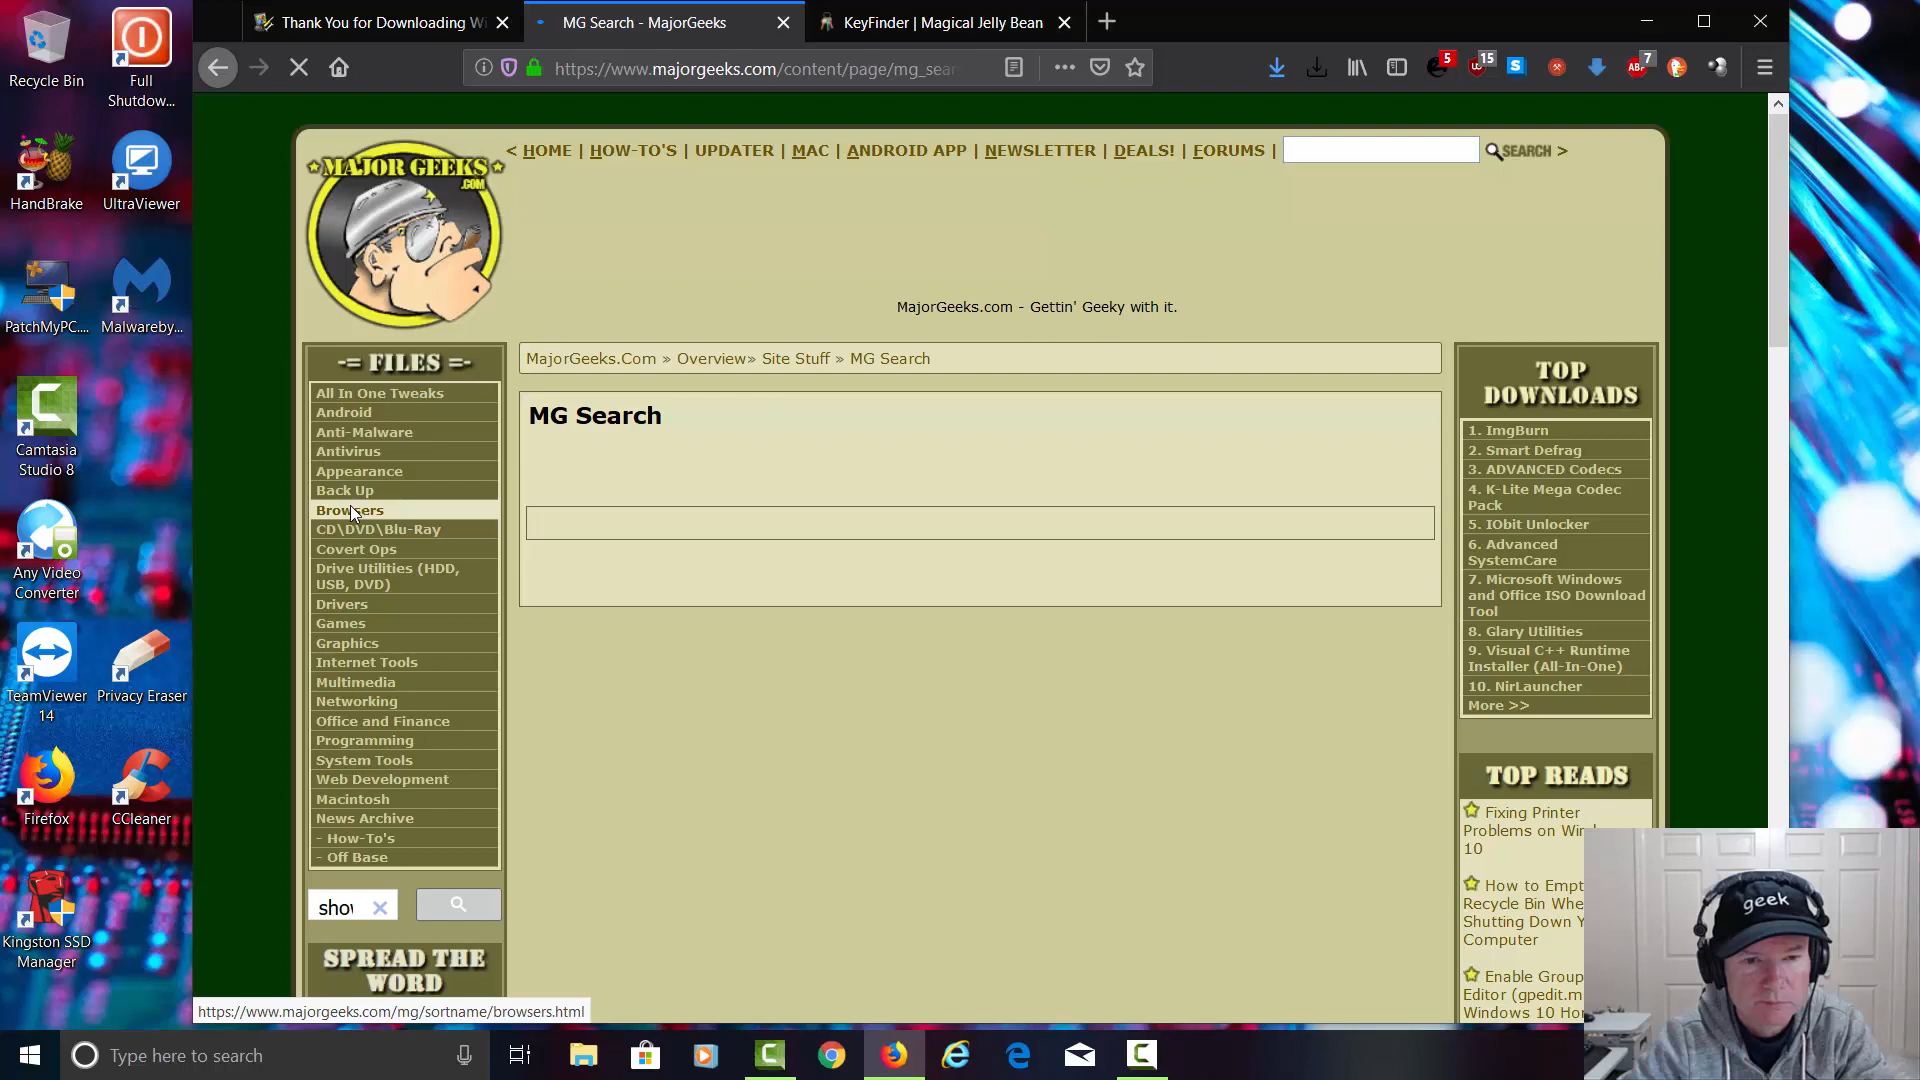 Recycle Bin
Full
Shutdow...
HandBrake
UltraViewer
PatchMyPC....
Malwareby...
Camtasia
Studio 8
Any Video
Converter
TeamViewer
14
Privacy Eraser
Firefox
CCleaner
Kingston SSD
Manager
Thank You for Downloading Wi
MG Search - MajorGeeks
KeyFinder | Magical Jelly Bean
https://www.majorgeeks.com/content/page/mg_sear
5
15
7
MAJOR GEEKS
.COM
< HOME | HOW-TO'S | UPDATER | MAC | ANDROID APP | NEWSLETTER | DEALS! | FORUMS |
SEARCH >
MajorGeeks.com - Gettin' Geeky with it.
-= FILES =-
All In One Tweaks
Android
Anti-Malware
Antivirus
Appearance
Back Up
Browsers
CD\DVD\Blu-Ray
Covert Ops
Drive Utilities (HDD,
USB, DVD)
Drivers
Games
Graphics
Internet Tools
Multimedia
Networking
Office and Finance
Programming
System Tools
Web Development
Macintosh
News Archive
- How-To's
- Off Base
SPREAD THE
WORD
MajorGeeks.Com » Overview» Site Stuff » MG Search
MG Search
TOP
DOWNLOADS
1. ImgBurn
2. Smart Defrag
3. ADVANCED Codecs
4. K-Lite Mega Codec
Pack
5. IObit Unlocker
6. Advanced
SystemCare
7. Microsoft Windows
and Office ISO Download
Tool
8. Glary Utilities
9. Visual C++ Runtime
Installer (All-In-One)
10. NirLauncher
More >>
TOP READS
Fixing Printer
Problems on
10
How to
Recycle Bin
Shutting Down
Computer
Enable Group
Editor
Windows 10
geek
https://www.majorgeeks.com/mg/sortname/browsers.html
Type here to search